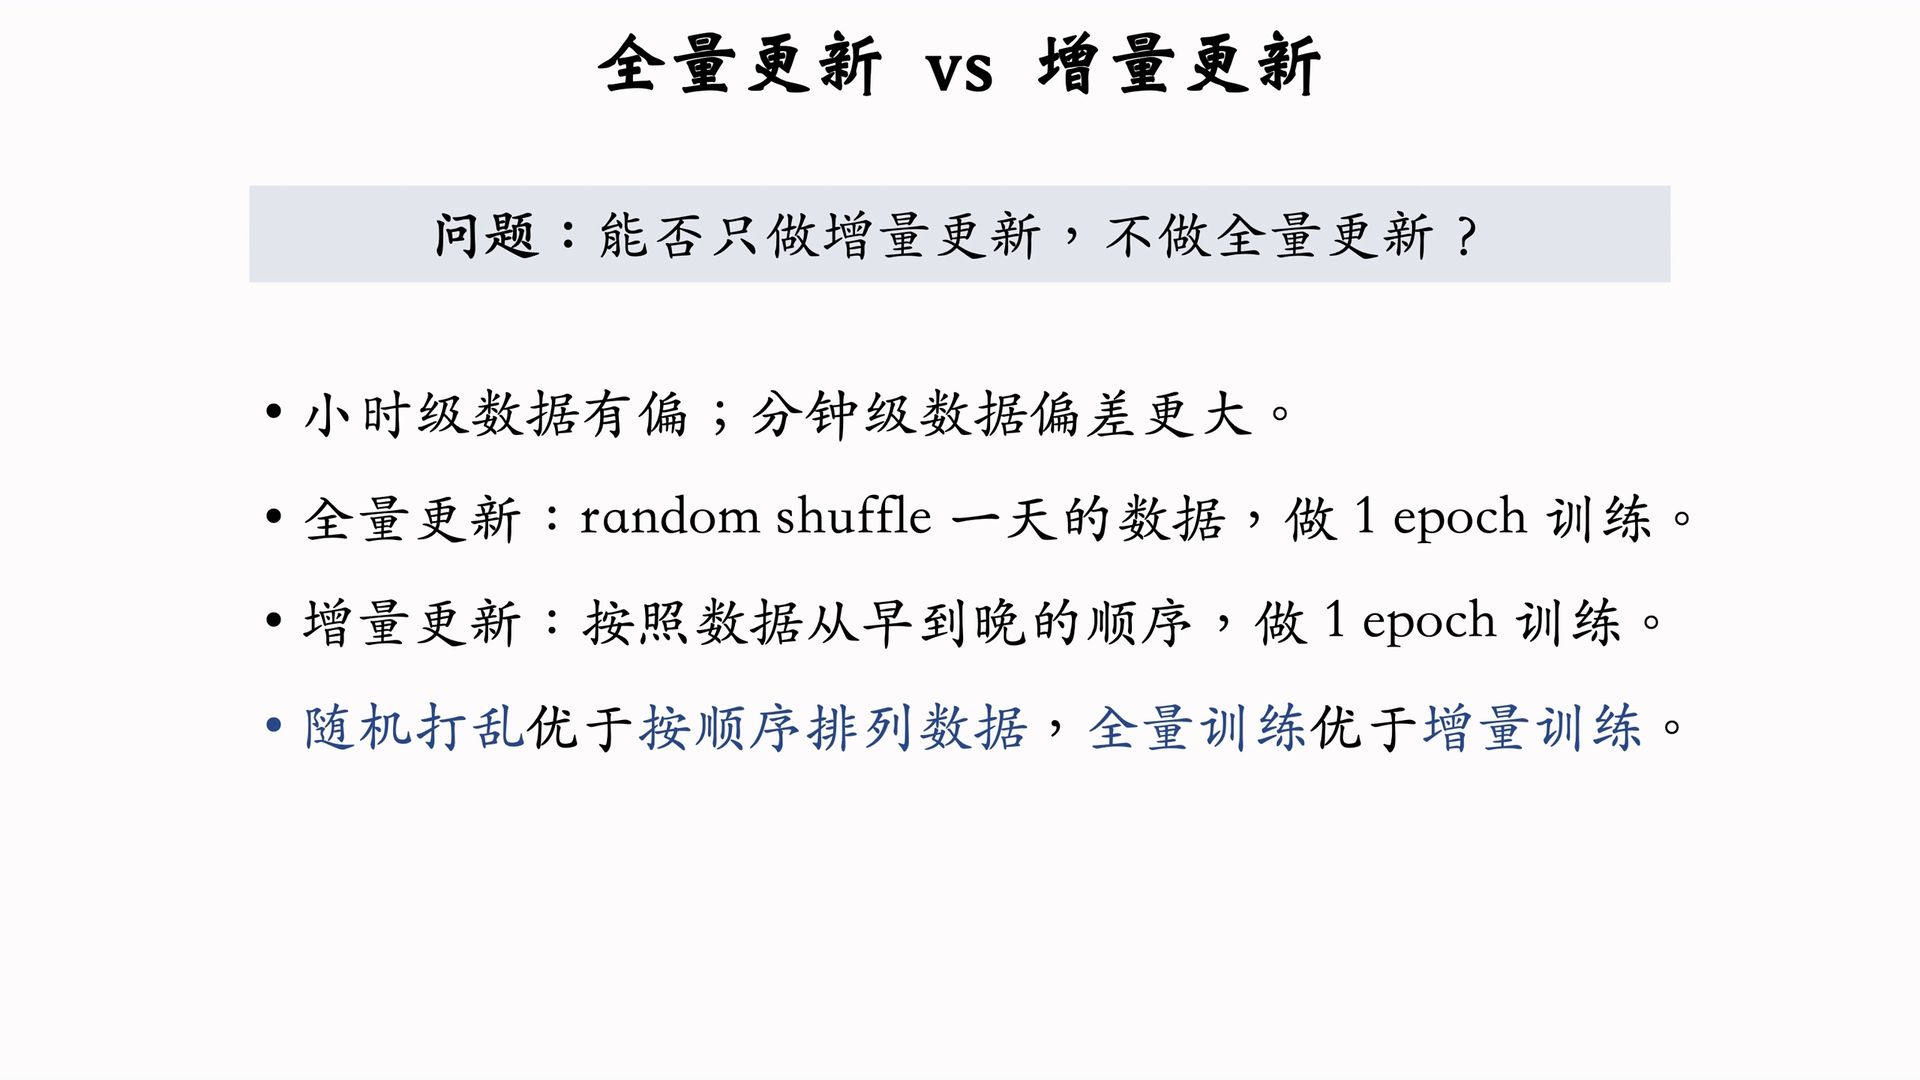 全量更新 vs 增量更新
问题：能否只做增量更新，不做全量更新？
• 小时级数据有偏；分钟级数据偏差更大。
• 全量更新：random shuffle 一天的数据，做 1 epoch 训练。
• 增量更新：按照数据从早到晚的顺序，做 1 epoch 训练。
• 随机打乱优于按顺序排列数据，全量训练优于增量训练。